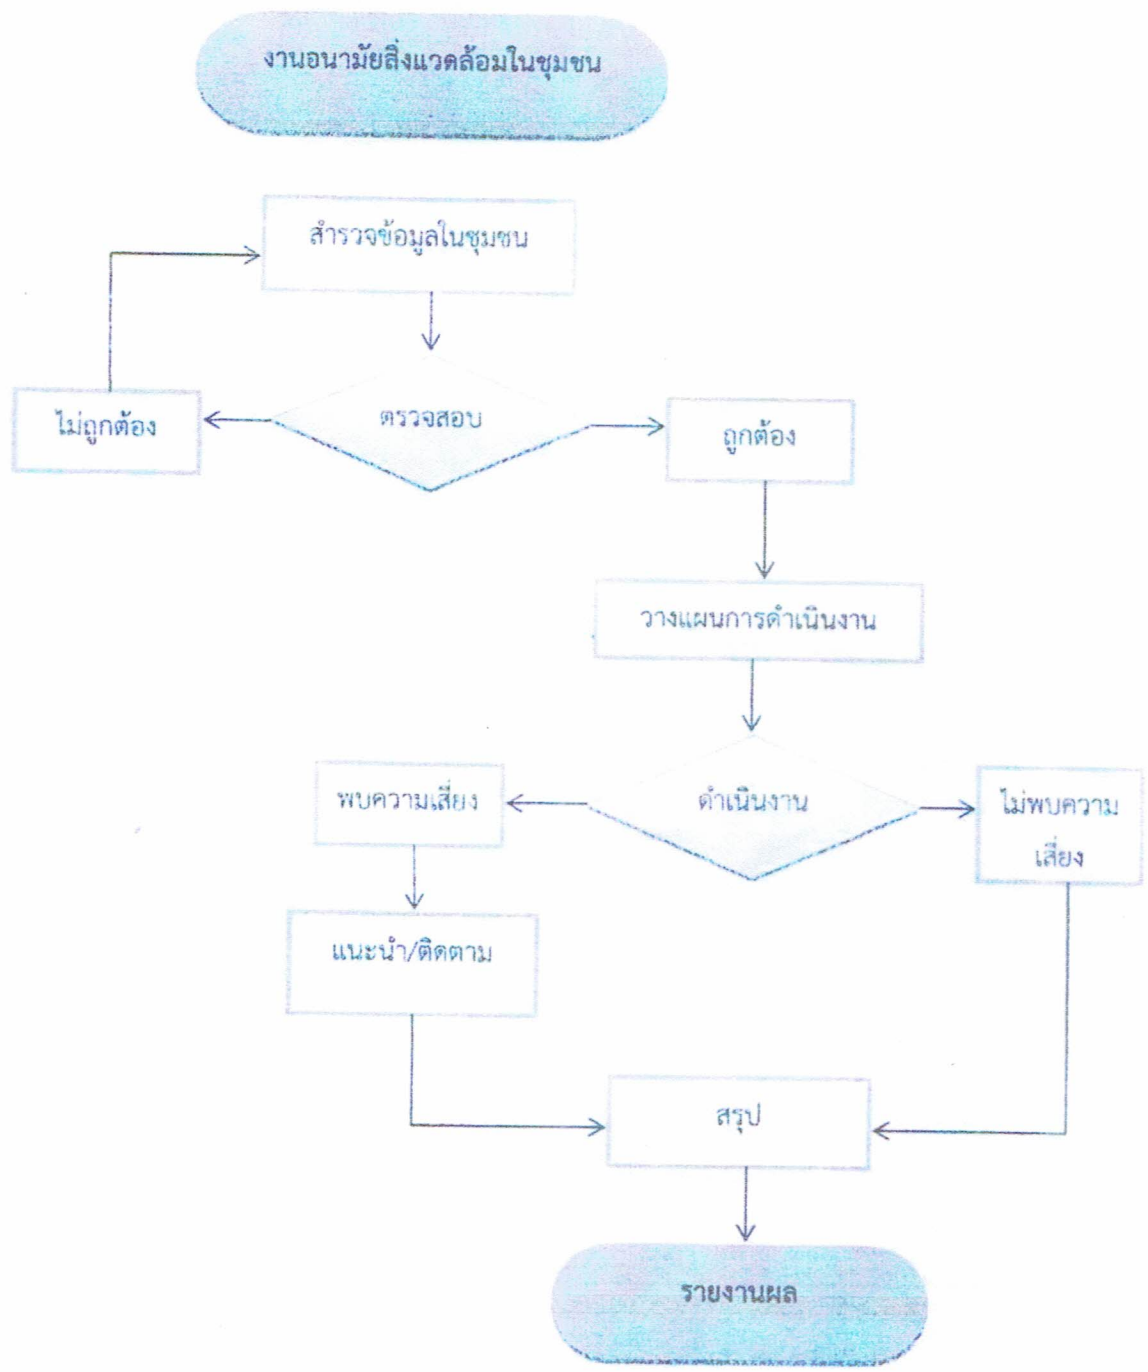 งานอนามัยสิ่งแวดล้อมในชุมชน
สำรวจข้อมูลในชุมชน
ไม่ถูกต้อง
ตรวจสอบ
ถูกต้อง
วางแผนการดำเนินงาน
พบความเสี่ยง
ดำเนินงาน
ไม่พบความ
เสี่ยง
แนะนำ/ติดตาม
สรุป
รายงานผล